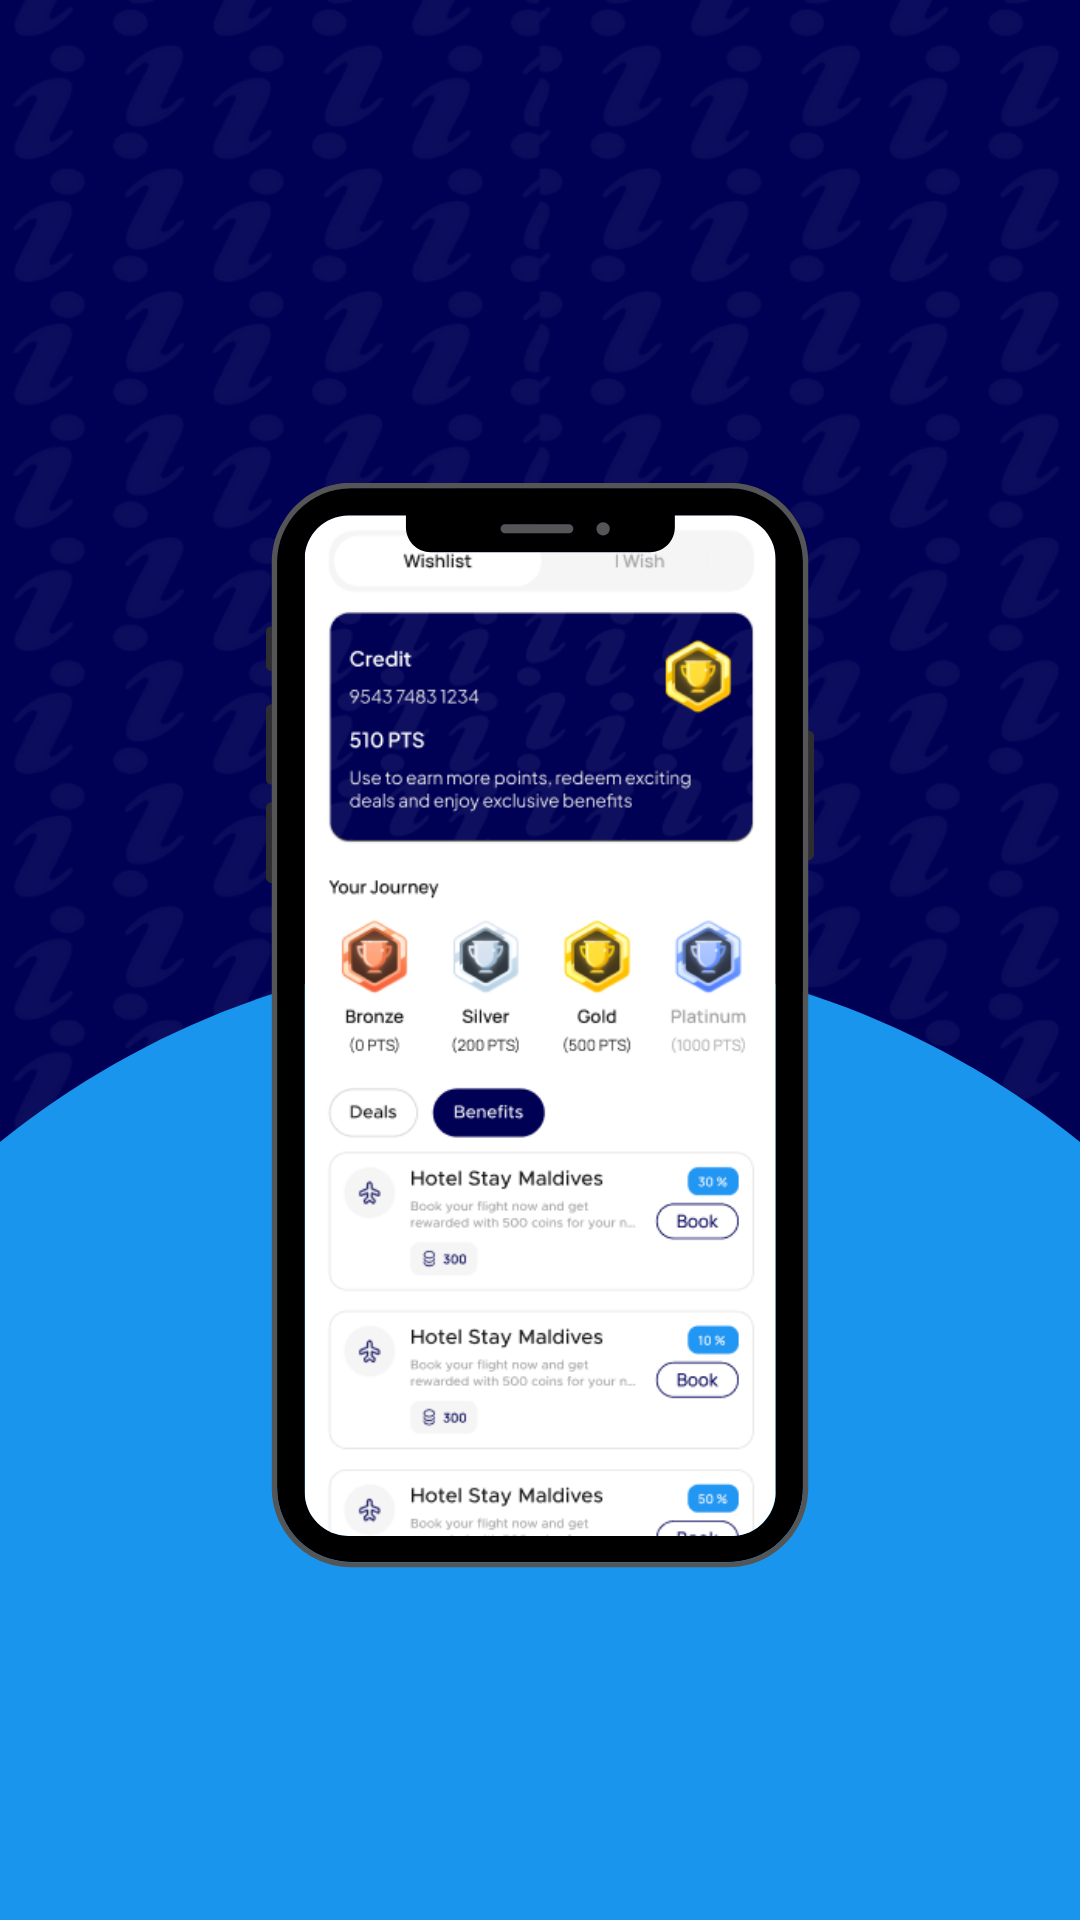 Wishlist
I Wish
Credit
9543 7483 1234
510 PTS
Use to earn more points, redeem exciting
deals and enjoy exclusive benefits
Your Journey
Bronze
Silver
Gold
Platinum
(0 PTS)
(200 PTS)
(500 PTS)
(1000 PTS)
Deals
Benefits
Hotel Stay Maldives
30 %
Book your flight now and get
rewarded with 500 coins for your n...
Book
300
Hotel Stay Maldives
10 %
Book your flight now and get
rewarded with 500 coins for your n...
Book
300
Hotel Stay Maldives
50 %
Book your flight now and get
Book